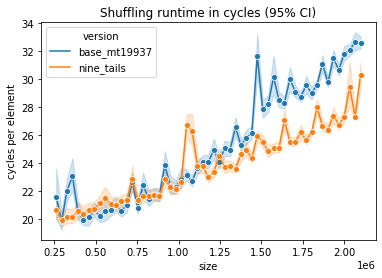 Shuffling runtime in cycles (95% CI)
version
base_mt19937
nine_tails
cycles per element
34
32
30
28
26
24
22
20
0.25 0.50 0.75 1.00 1.25 1.50 1.75 2.00
size
1e6